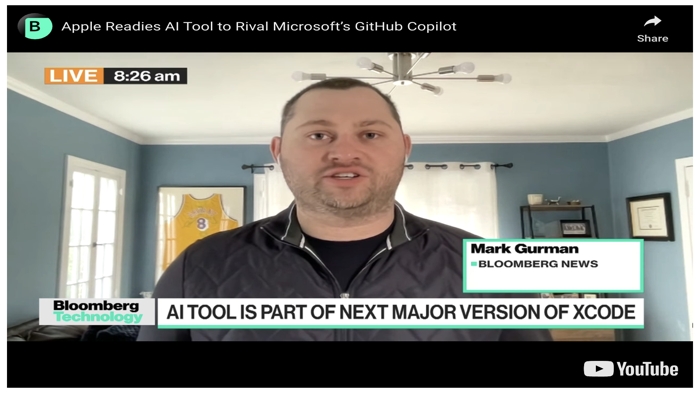 B
Apple Readies AI Tool to Rival Microsoft's GitHub Copilot
Share
LIVE 8:26 am
8
Mark Gurman
BLOOMBERG NEWS
Bloomberg
Technology
AI TOOL IS PART OF NEXT MAJOR VERSION OF XCODE
YouTube